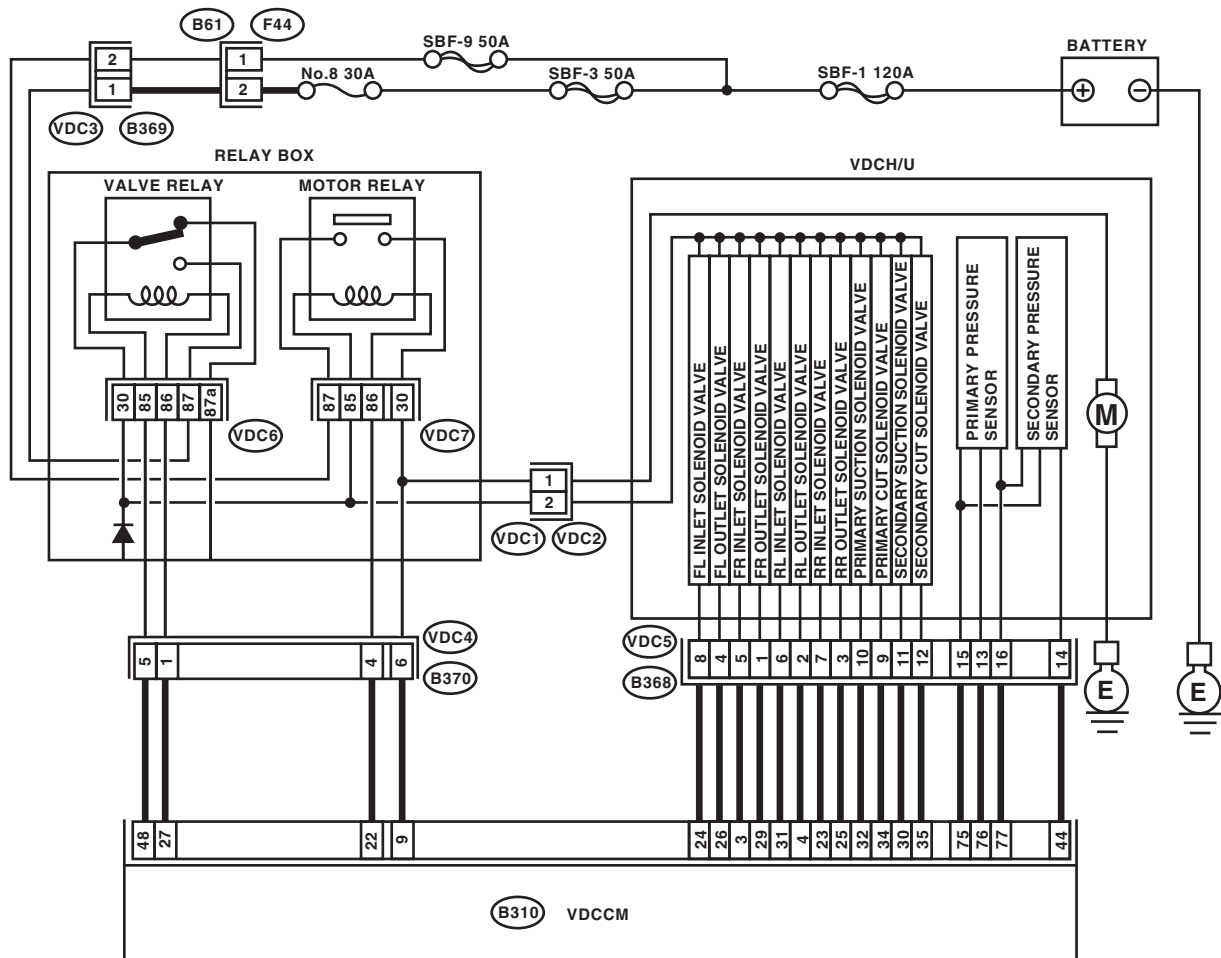 B61 F44
SBF-9 50A
BATTERY
2 1
No.8 30A
SBF-3 50A
SBF-1 120A
1 2
+ −
VDC3 B369
RELAY BOX
VDCH/U
VALVE RELAY MOTOR RELAY
30 85 86 87 87a
87 85 86 30
VDC6
VDC7
1
2
VDC1 VDC2
FL INLET SOLENOID VALVE
FL OUTLET SOLENOID VALVE
FR INLET SOLENOID VALVE
FR OUTLET SOLENOID VALVE
RL INLET SOLENOID VALVE
RL OUTLET SOLENOID VALVE
RR INLET SOLENOID VALVE
RR OUTLET SOLENOID VALVE
PRIMARY SUCTION SOLENOID VALVE
PRIMARY CUT SOLENOID VALVE
SECONDARY SUCTION SOLENOID VALVE
SECONDARY CUT SOLENOID VALVE
PRIMARY PRESSURE
SENSOR
SECONDARY PRESSURE
SENSOR
M
VDC4
5 1 4 6
B370
VDC5
8 4 5 1 6 2 7 3 10 9 11 12 15 13 16 14
B368
E E
48 27 22 9 24 26 3 29 31 4 23 25 32 34 30 35 75 76 77 44
B310 VDCCM